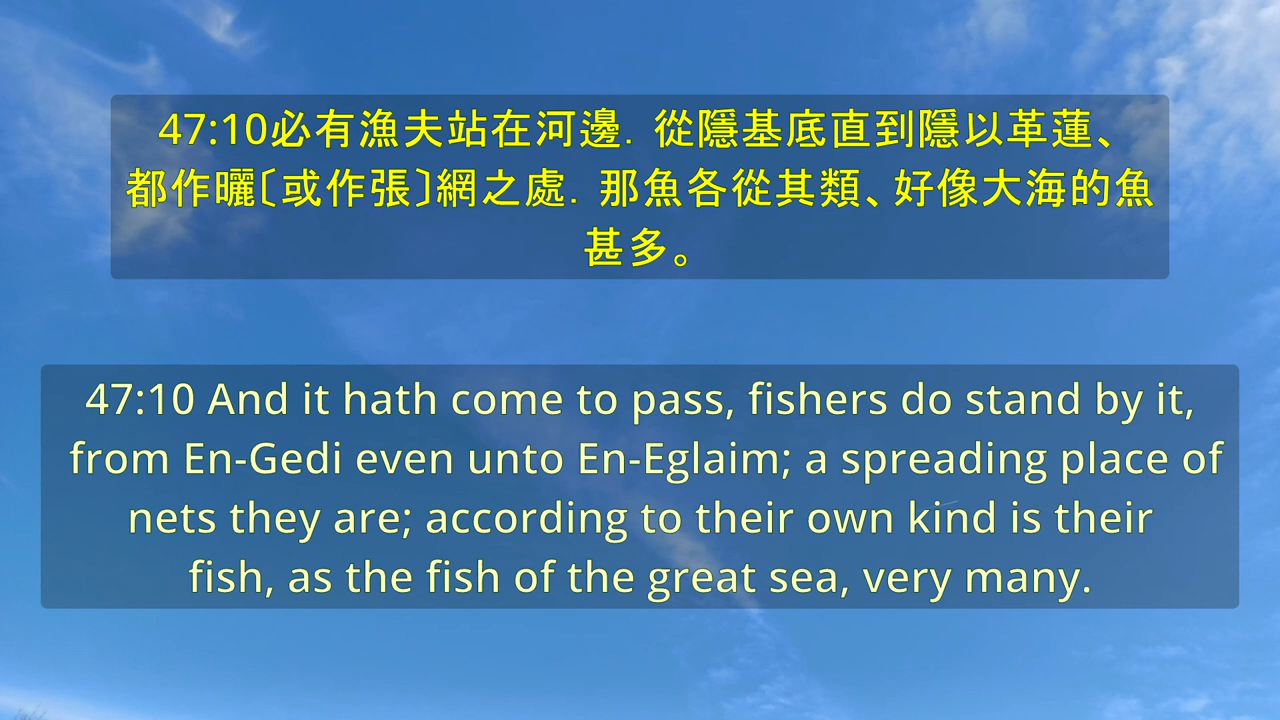 47:10必有漁夫站在河邊．從隱基底直到隱以革蓮、
都作曬〔或作張〕網之處．那魚各從其類、好像大海的魚
甚多。
47:10 And it hath come to pass, fishers do stand by it,
from En-Gedi even unto En-Eglaim; a spreading place of
nets they are; according to their own kind is their
fish, as the fish of the great sea, very many.